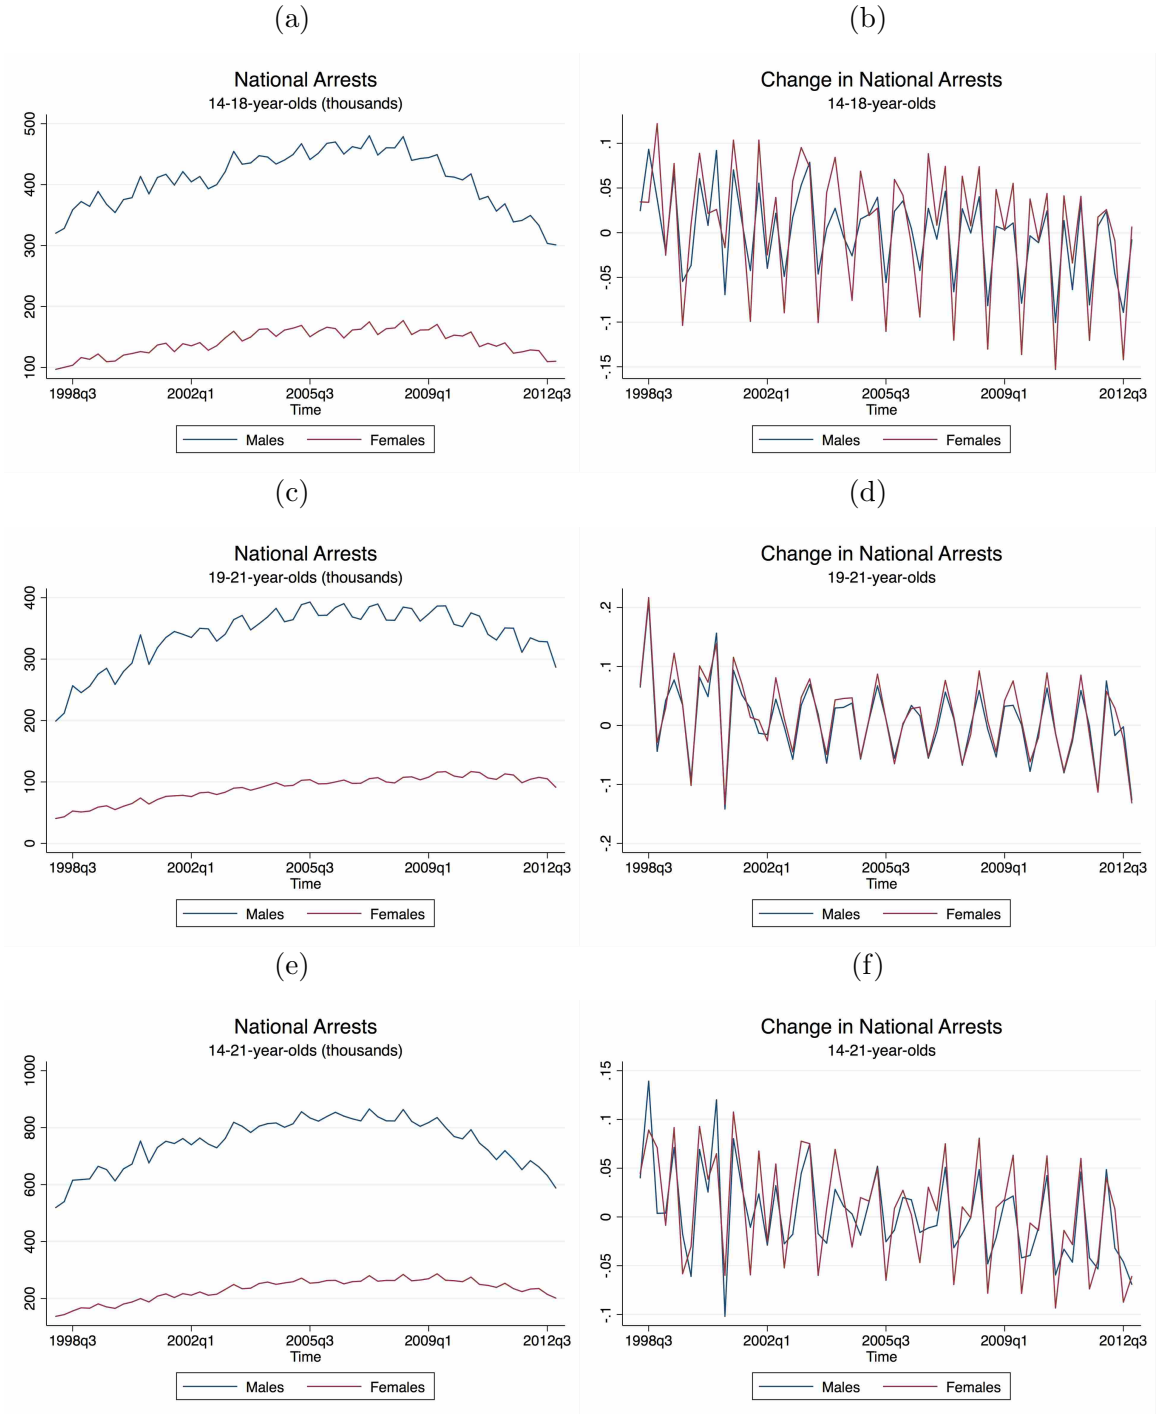 (a)
National Arrests
14-18-year-olds (thousands)
500
400
300
200
100
1998q3 2002q1 2005q3 2009q1 2012q3
Time
Males Females
(b)
Change in National Arrests
14-18-year-olds
.1
.05
0
-.05
-.1
-.15
1998q3 2002q1 2005q3 2009q1 2012q3
Time
Males Females
(c)
National Arrests
19-21-year-olds (thousands)
400
300
200
100
0
1998q3 2002q1 2005q3 2009q1 2012q3
Time
Males Females
(d)
Change in National Arrests
19-21-year-olds
.2
.1
0
-.1
-.2
1998q3 2002q1 2005q3 2009q1 2012q3
Time
Males Females
(e)
National Arrests
14-21-year-olds (thousands)
1000
800
600
400
200
1998q3 2002q1 2005q3 2009q1 2012q3
Time
Males Females
(f)
Change in National Arrests
14-21-year-olds
.15
.1
.05
0
-.05
-.1
1998q3 2002q1 2005q3 2009q1 2012q3
Time
Males Females